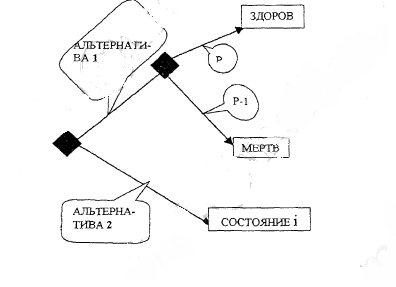 ЗДОРОВ
АЛЬТЕРНАТИ-
ВА 1
P
P-1
МЕРТВ
АЛЬТЕРНА-
ТИВА 2
СОСТОЯНИЕ i